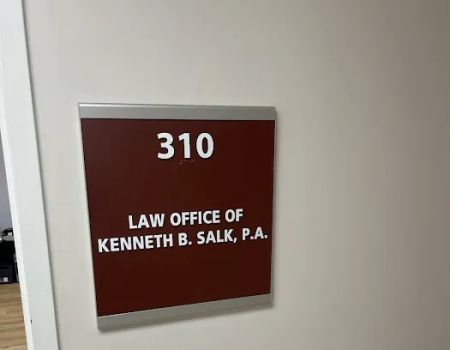 310
LAW OFFICE OF
KENNETH B. SALK, P.A.